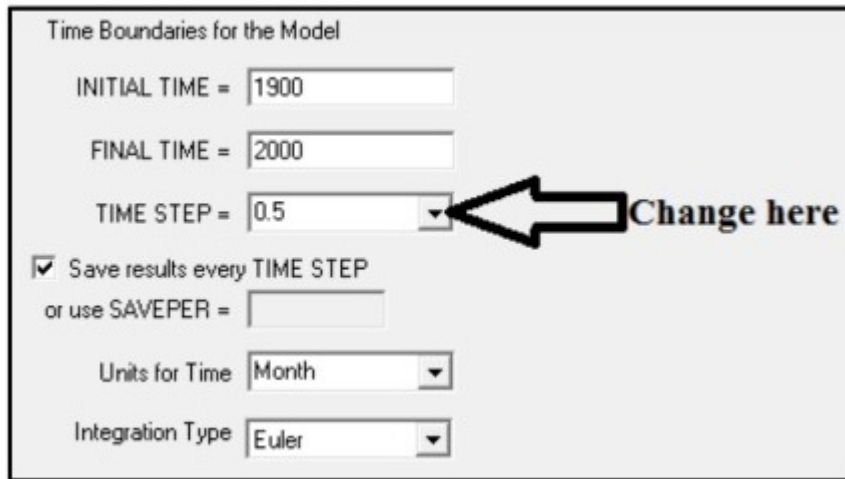 Time Boundaries for the Model
INITIAL TIME = 1900
FINAL TIME = 2000
TIME STEP = 0.5
Change here
Save results every TIME STEP
or use SAVEPER =
Units for Time Month
Integration Type Euler